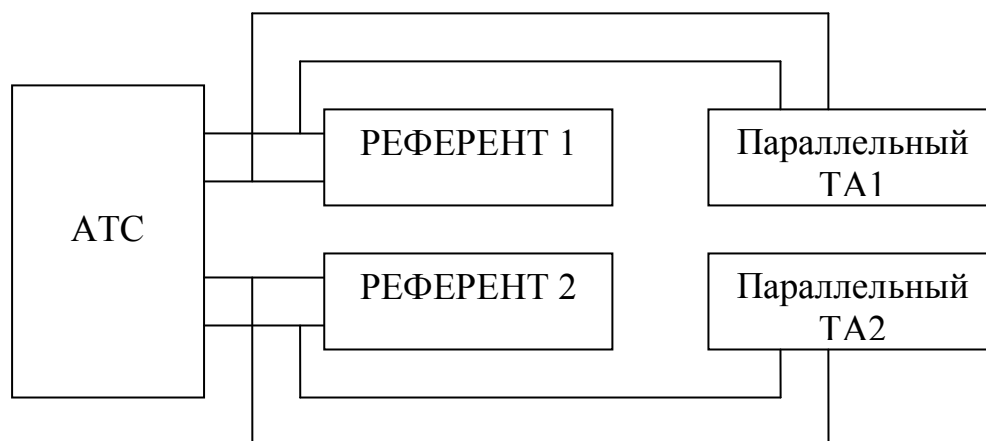 РЕФЕРЕНТ 1
Параллельный
ТА1
АТС
РЕФЕРЕНТ 2
Параллельный
ТА2